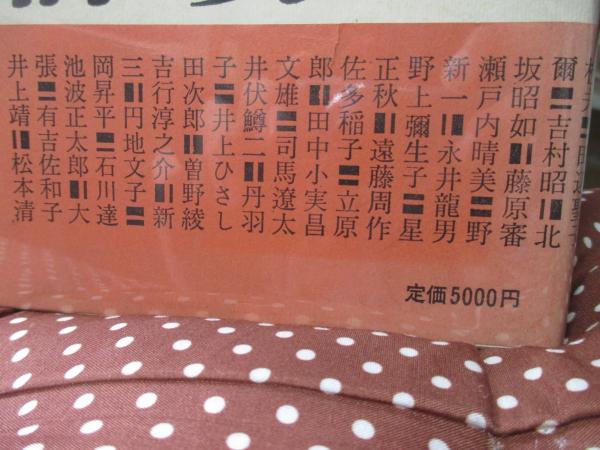 井上靖〓松本清
張〓有吉佐和子
池波正太郎〓大
岡昇平〓石川達
三〓円地文子〓
吉行淳之介〓新
田次郎〓曽野綾
子〓井上ひさし
井伏鱒二〓丹羽
文雄〓司馬遼太
郎〓田中小実昌
佐多稲子〓立原
正秋〓遠藤周作
野上彌生子〓星
新一〓永井龍男
瀬戸内晴美〓野
坂昭如〓藤原審
爾〓吉村昭〓北
定価5000円